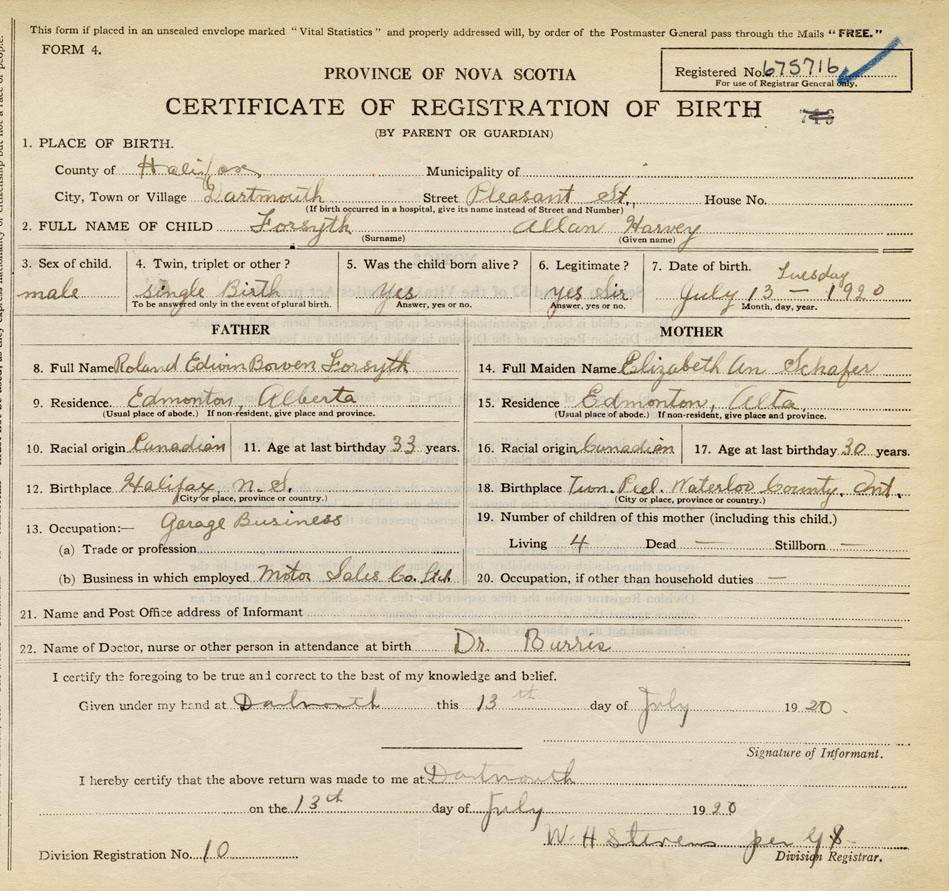 This form if placed in an unsealed envelope marked "Vital Statistics" and properly addressed will, by order of the Postmaster General pass through the Mails "FREE."
FORM 4.
Registered No. 675716
For use of Registrar General only.
PROVINCE OF NOVA SCOTIA
CERTIFICATE OF REGISTRATION OF BIRTH
(BY PARENT OR GUARDIAN)
1. PLACE OF BIRTH.
County of Halifax Municipality of
City, Town or Village Dartmouth Street Pleasant St., House No.
(If birth occurred in a hospital, give its name instead of Street and Number)
2. FULL NAME OF CHILD Forsyth Allan Harvey
(Surname) (Given name)
3. Sex of child. 4. Twin, triplet or other? 5. Was the child born alive? 6. Legitimate? 7. Date of birth. Tuesday
male single Birth Yes yes Sir July 13 – 1920
To be answered only in the event of plural birth. Answer, yes or no. Answer, yes or no. Month, day, year.
FATHER MOTHER
8. Full Name Roland Edwin Bowen Forsyth 14. Full Maiden Name Elizabeth An Schafer
9. Residence. Edmonton, Alberta 15. Residence Edmonton, Alta,
(Usual place of abode.) If non-resident, give place and province. (Usual place of abode.) If non-resident, give place and province.
10. Racial origin Canadian 11. Age at last birthday 33 years. 16. Racial origin Canadian 17. Age at last birthday 30 years.
12. Birthplace Halifax, N. S. 18. Birthplace Waterloo County, Ont.
(City or place, province or country.) (City or place, province or country.)
13. Occupation:— Garage Business 19. Number of children of this mother (including this child.)
(a) Trade or profession Living 4 Dead — Stillborn —
(b) Business in which employed Motor Sales Co. Ltd. 20. Occupation, if other than household duties —
21. Name and Post Office address of Informant
22. Name of Doctor, nurse or other person in attendance at birth Dr. Burris
I certify the foregoing to be true and correct to the best of my knowledge and belief.
Given under my hand at Dartmouth this 13th day of July 1920.
Signature of Informant.
I hereby certify that the above return was made to me at Dartmouth
on the 13th day of July 1920
W. H Stevens per
Division Registration No. 10 Division Registrar.